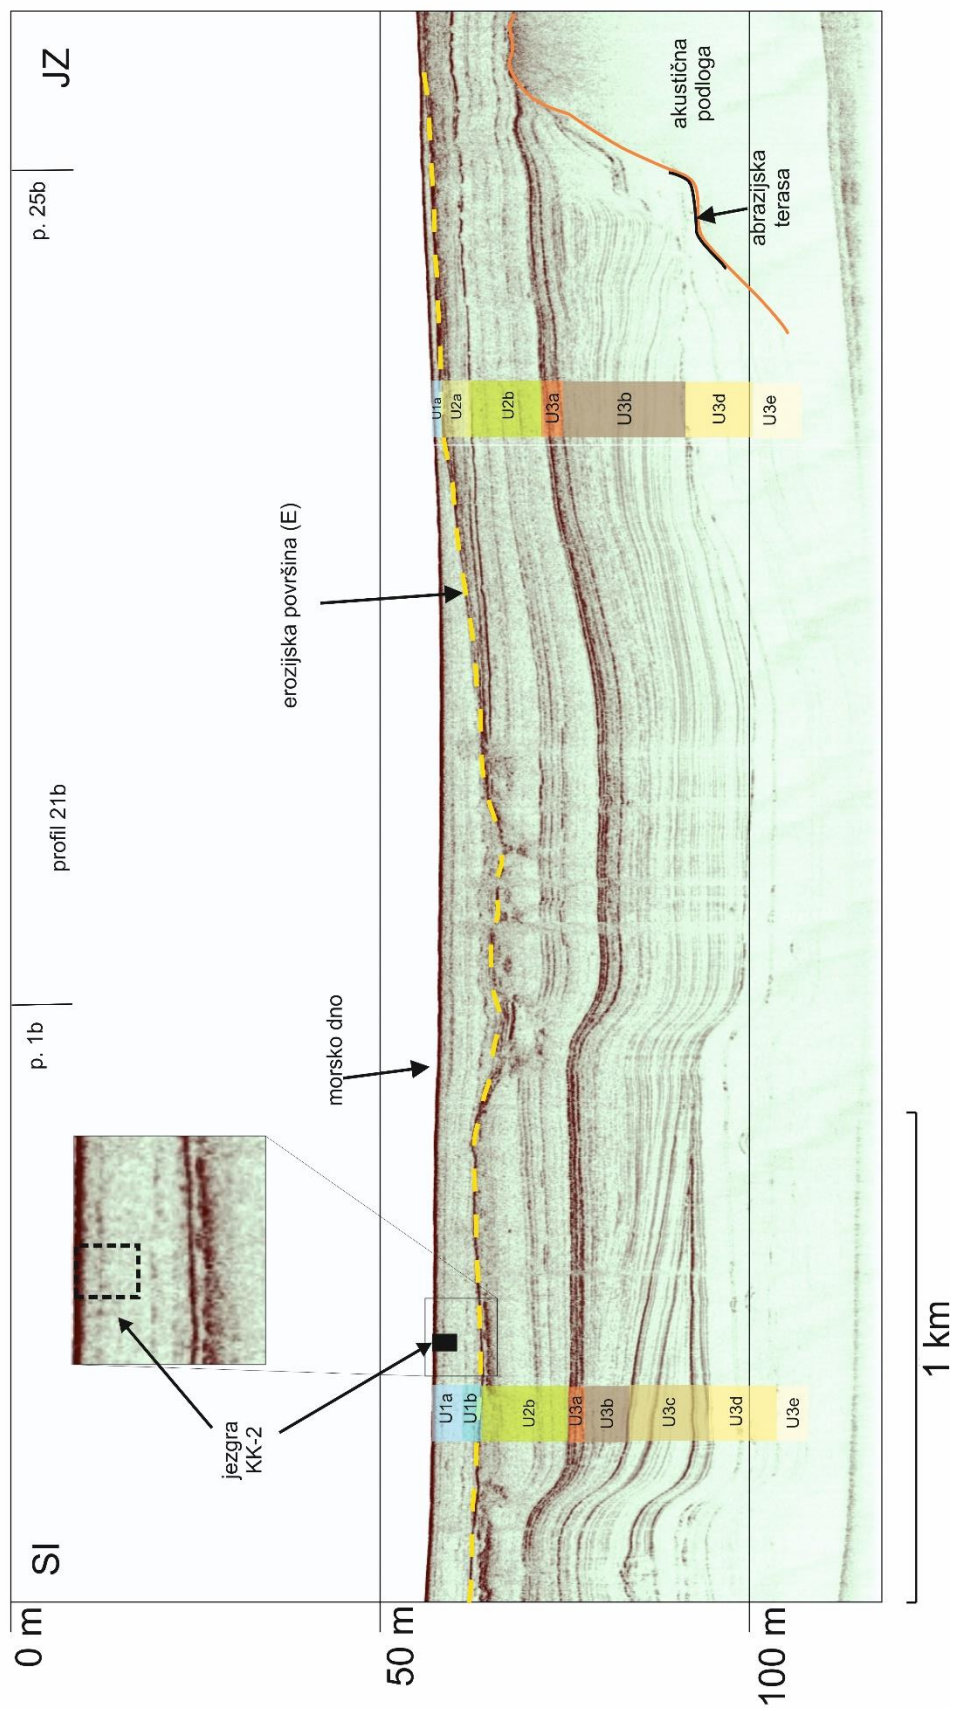 SI
p. 1b
profil 21b
p. 25b
JZ
jezgra
KK-2
morsko dno
erozijska površina (E)
abrazijska
terasa
akustična
podloga
0 m
50 m
100 m
U1a
U1b
U2b
U3a
U3b
U3c
U3d
U3e
U1a
U2a
U2b
U3a
U3b
U3d
U3e
1 km